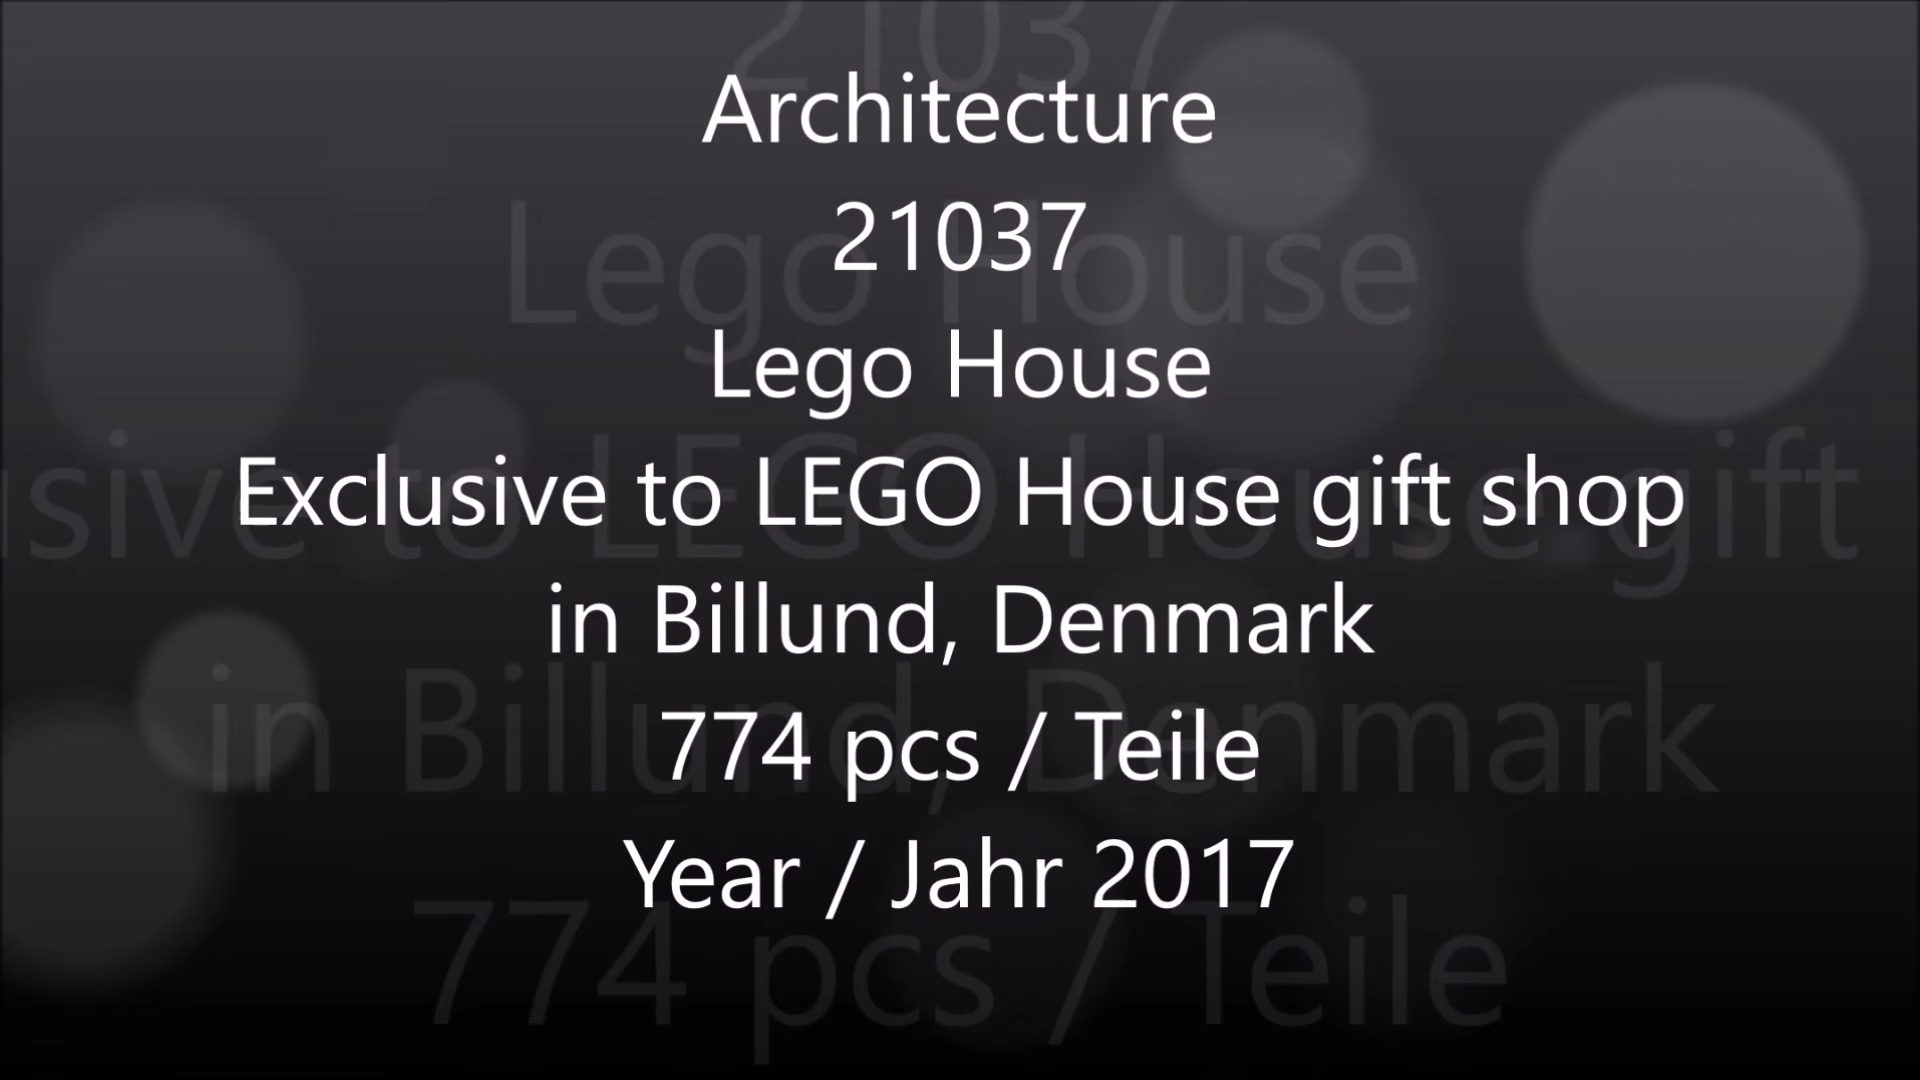 Architecture
21037
Lego House
Exclusive to LEGO House gift shop
in Billund, Denmark
774 pcs / Teile
Year / Jahr 2017